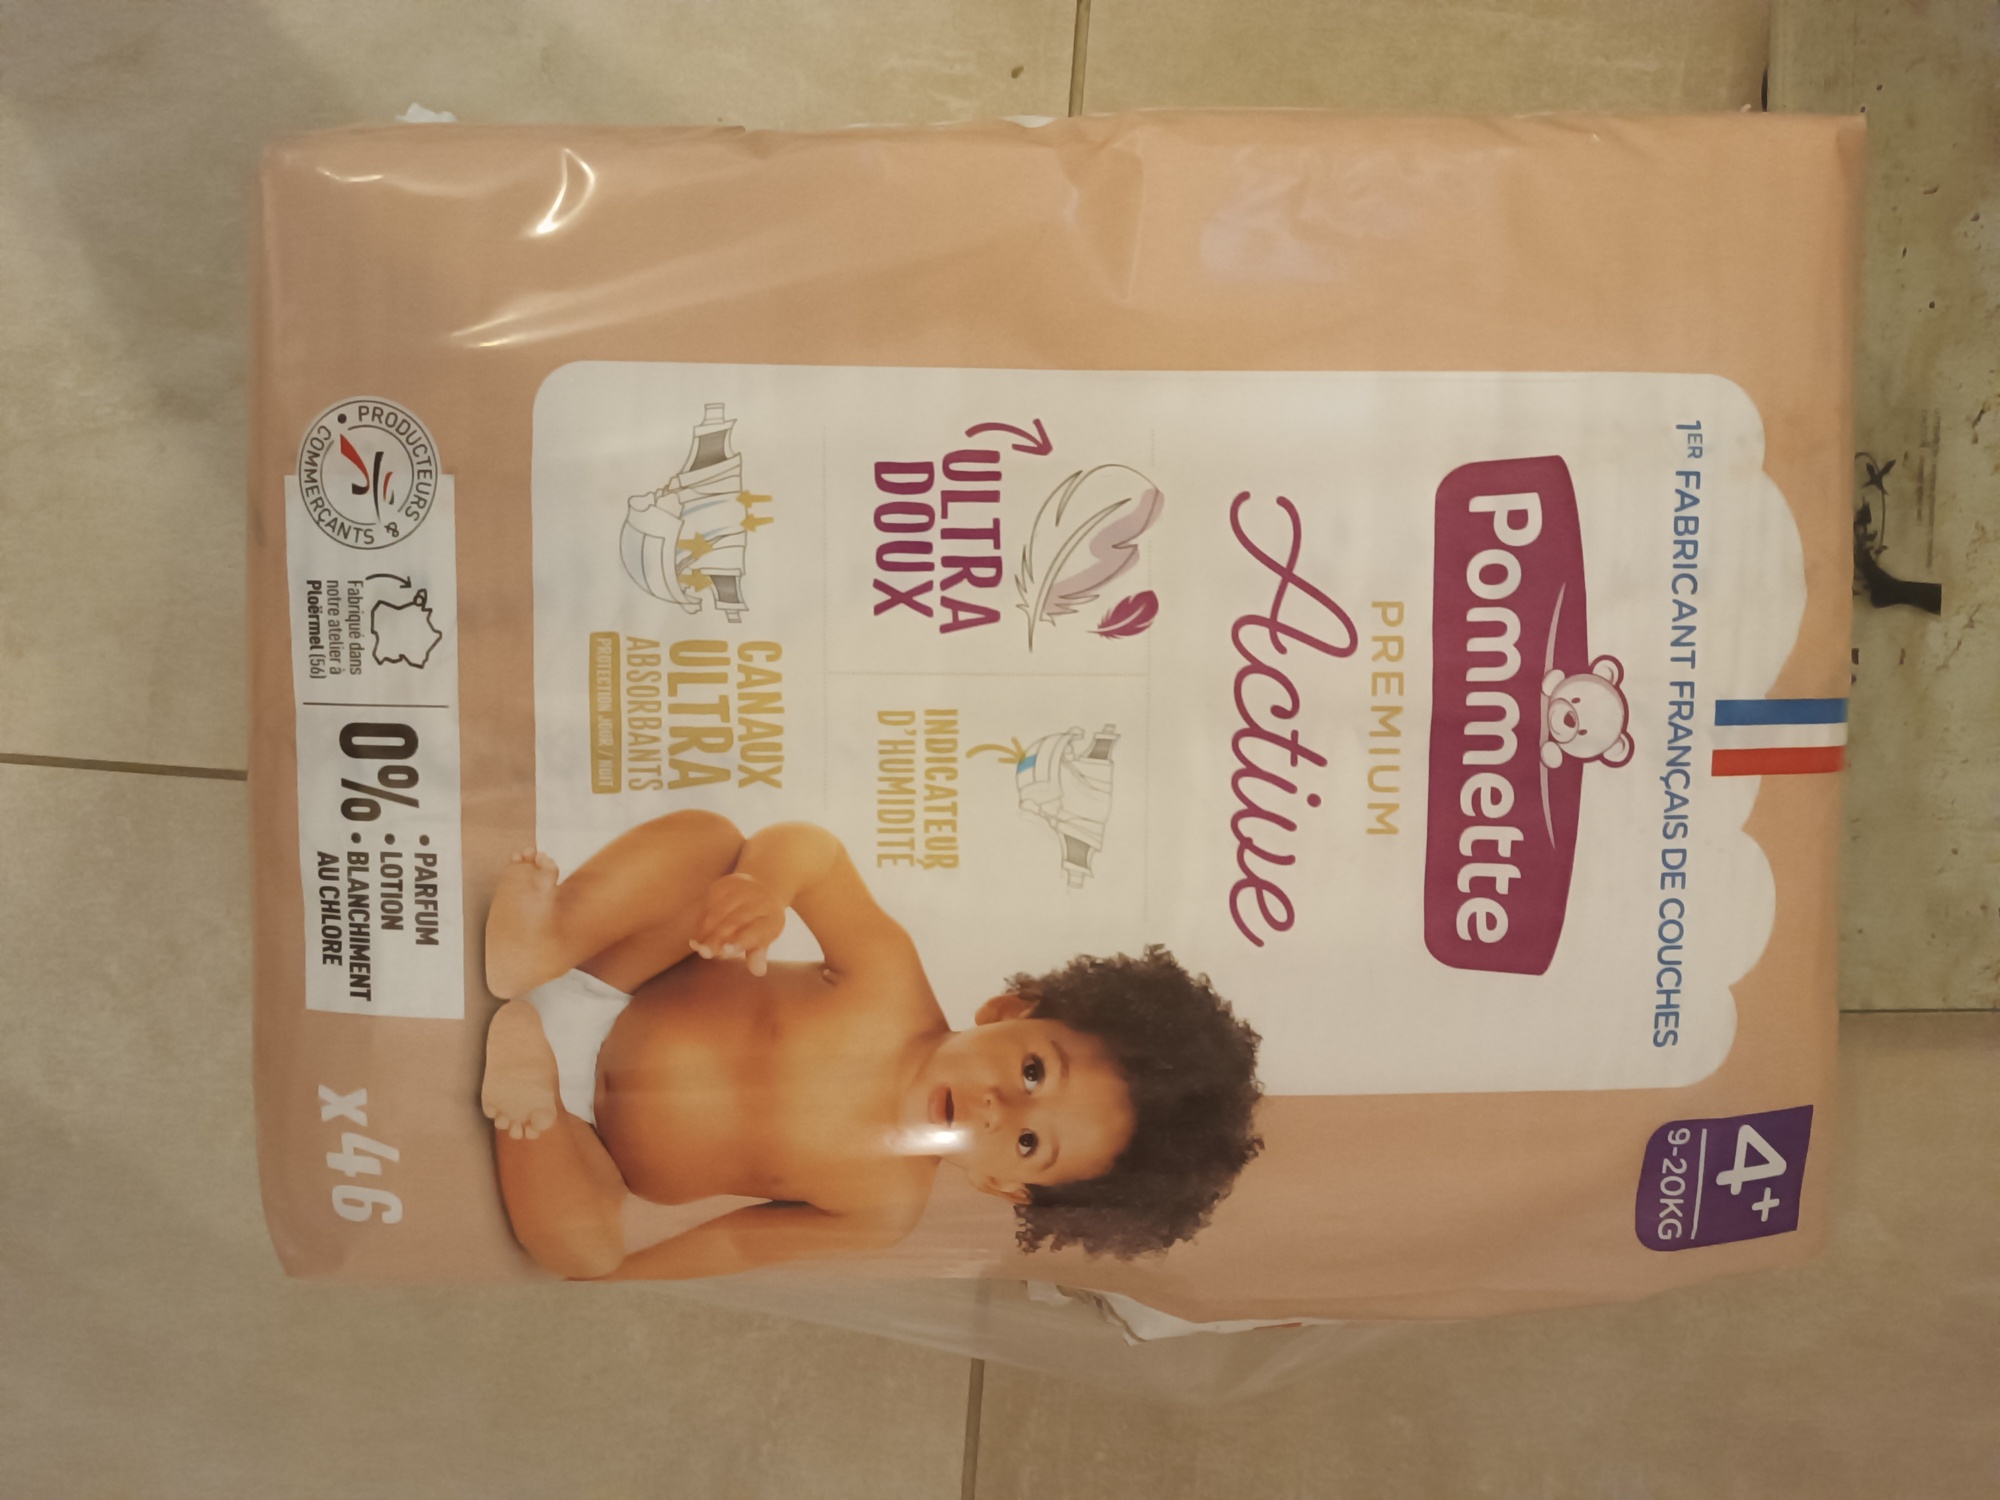 1ER FABRICANT FRANÇAIS DE COUCHES
Pommette
PREMIUM
Active
4+
9-20KG
ULTRA
DOUX
INDICATEUR
D'HUMIDITÉ
CANAUX
ULTRA
ABSORBANTS
PROTECTION JOUR / NUIT
PRODUCTEURS & COMMERÇANTS
Fabriqué dans
notre atelier à
Ploërmel (56)
0%
• PARFUM
• LOTION
• BLANCHIMENT
AU CHLORE
x46